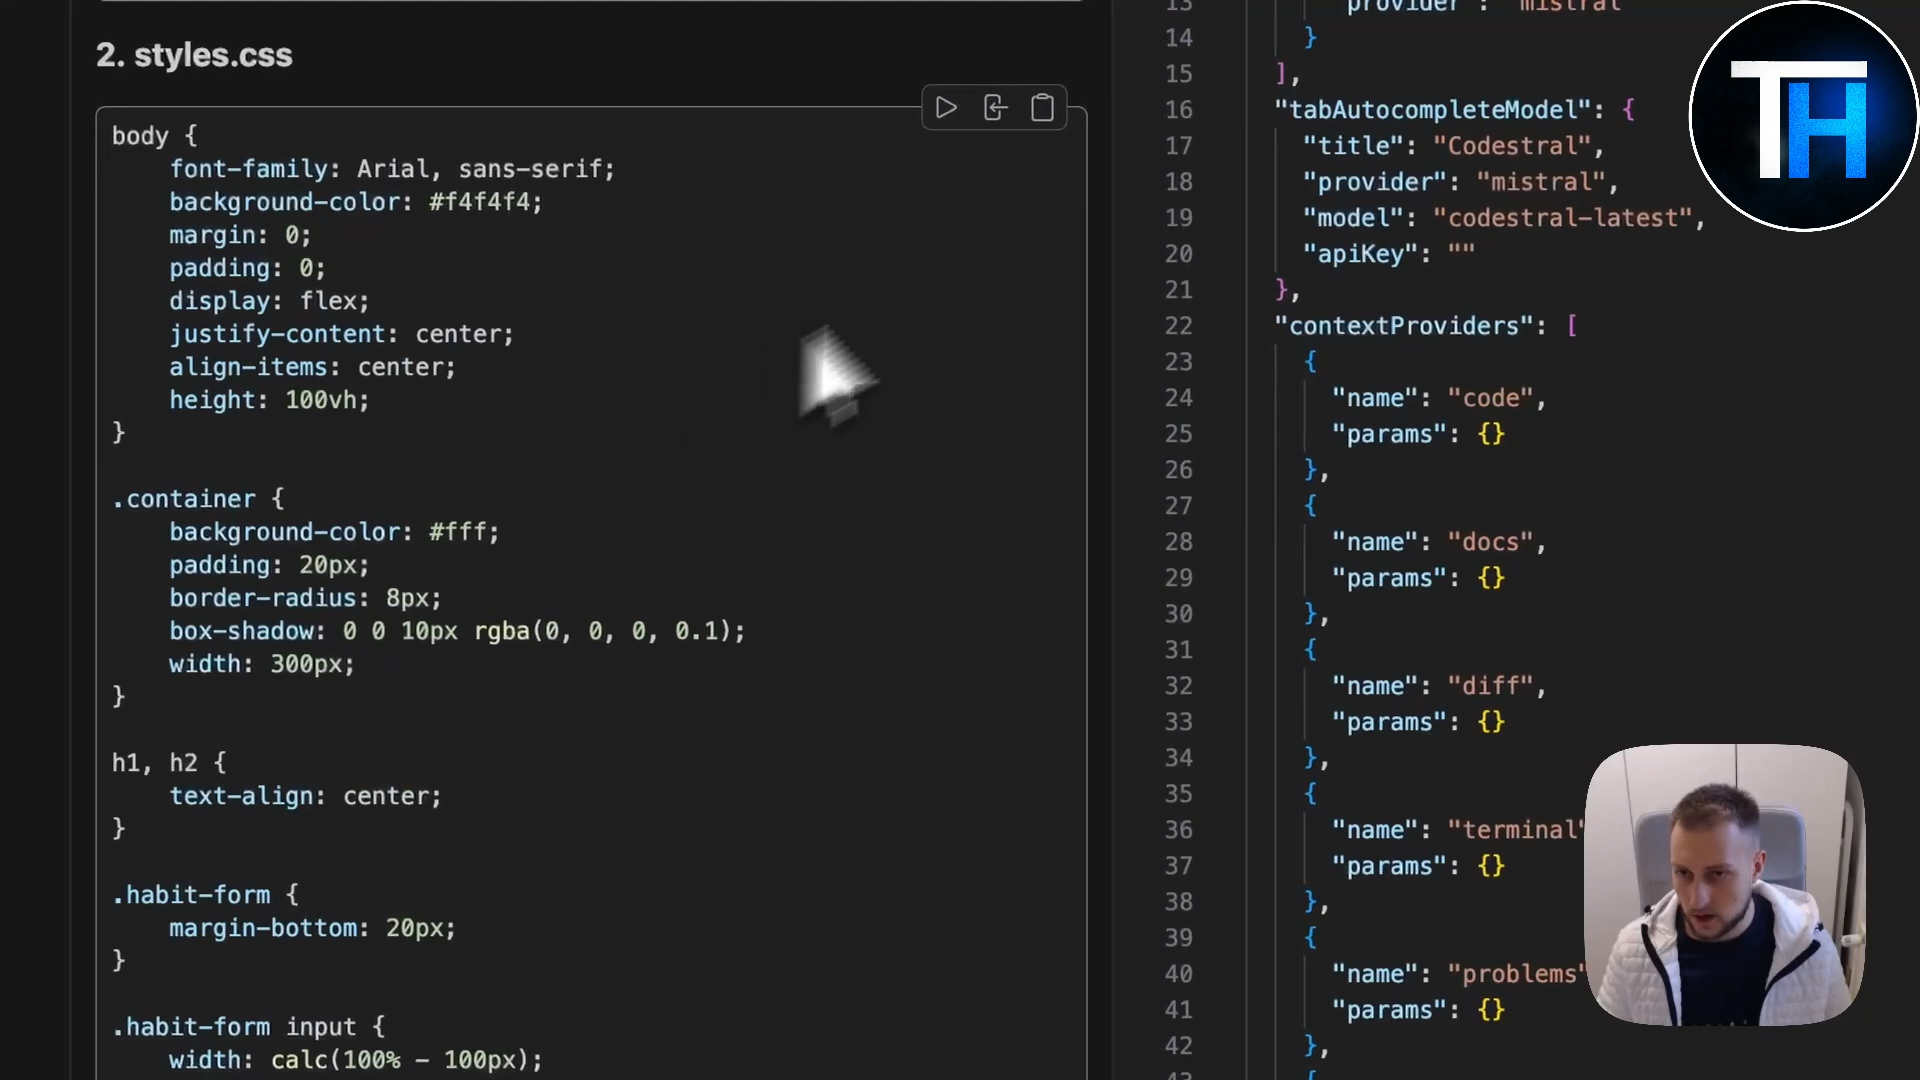 2. styles.css
body {
font-family: Arial, sans-serif;
background-color: #f4f4f4;
margin: 0;
padding: 0;
display: flex;
justify-content: center;
align-items: center;
height: 100vh;
}
.container {
background-color: #fff;
padding: 20px;
border-radius: 8px;
box-shadow: 0 0 10px rgba(0, 0, 0, 0.1);
width: 300px;
}
h1, h2 {
text-align: center;
}
.habit-form {
margin-bottom: 20px;
}
.habit-form input {
width: calc(100% - 100px);
13 "provider": "mistral"
14 }
15 ],
16 "tabAutocompleteModel": {
17 "title": "Codestral",
18 "provider": "mistral",
19 "model": "codestral-latest",
20 "apiKey": ""
21 },
22 "contextProviders": [
23 {
24 "name": "code",
25 "params": {}
26 },
27 {
28 "name": "docs",
29 "params": {}
30 },
31 {
32 "name": "diff",
33 "params": {}
34 },
35 {
36 "name": "terminal"
37 "params": {}
38 },
39 {
40 "name": "problems"
41 "params": {}
42 },
43 {
TH